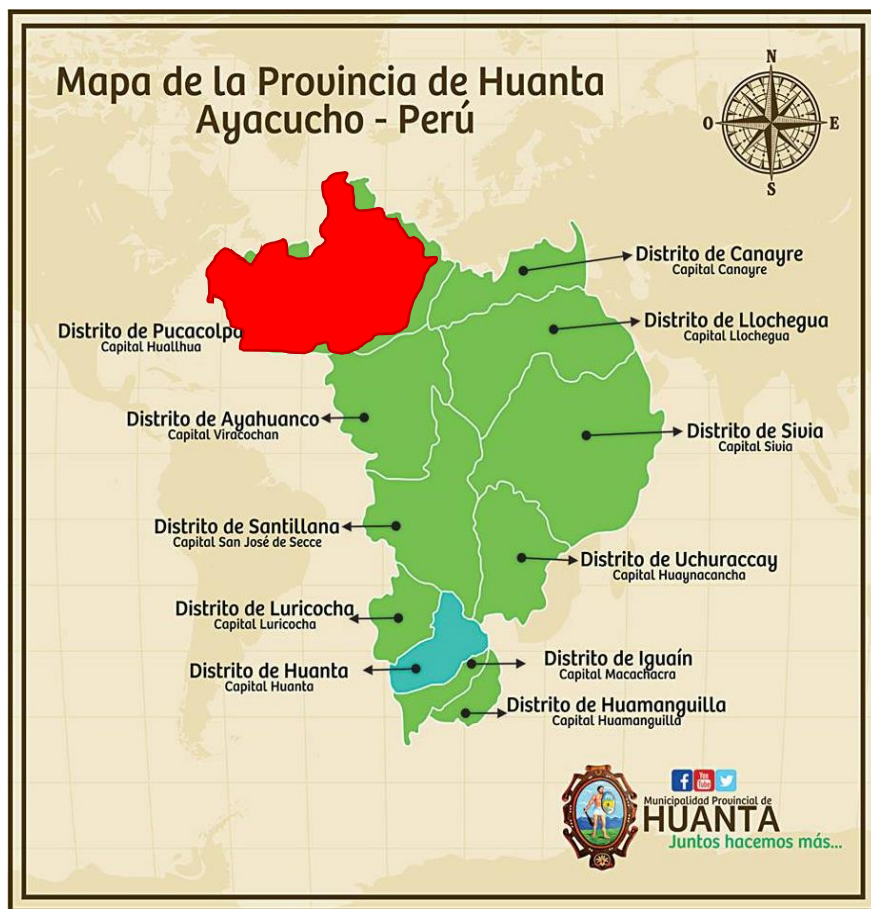 Mapa de la Provincia de Huanta
Ayacucho - Perú
N
O
E
S
Distrito de Canayre
Capital Canayre
Distrito de Llochegua
Capital Llochegua
Distrito de Pucacolpa
Capital Huallhua
Distrito de Ayahuanco
Capital Viracochan
Distrito de Sivia
Capital Sivia
Distrito de Santillana
Capital San José de Secce
Distrito de Uchuraccay
Capital Huaynacancha
Distrito de Luricocha
Capital Luricocha
Distrito de Huanta
Capital Huanta
Distrito de Iguaín
Capital Macachacra
Distrito de Huamanguilla
Capital Huamanguilla
f You Tube
Municipalidad Provincial de
HUANTA
Juntos hacemos más...